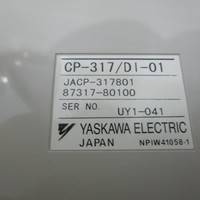 CP-317/DI-01
JACP-317801
87317-80100
SER NO. UY1-041
YASKAWA ELECTRIC
JAPAN NPIW41058-1